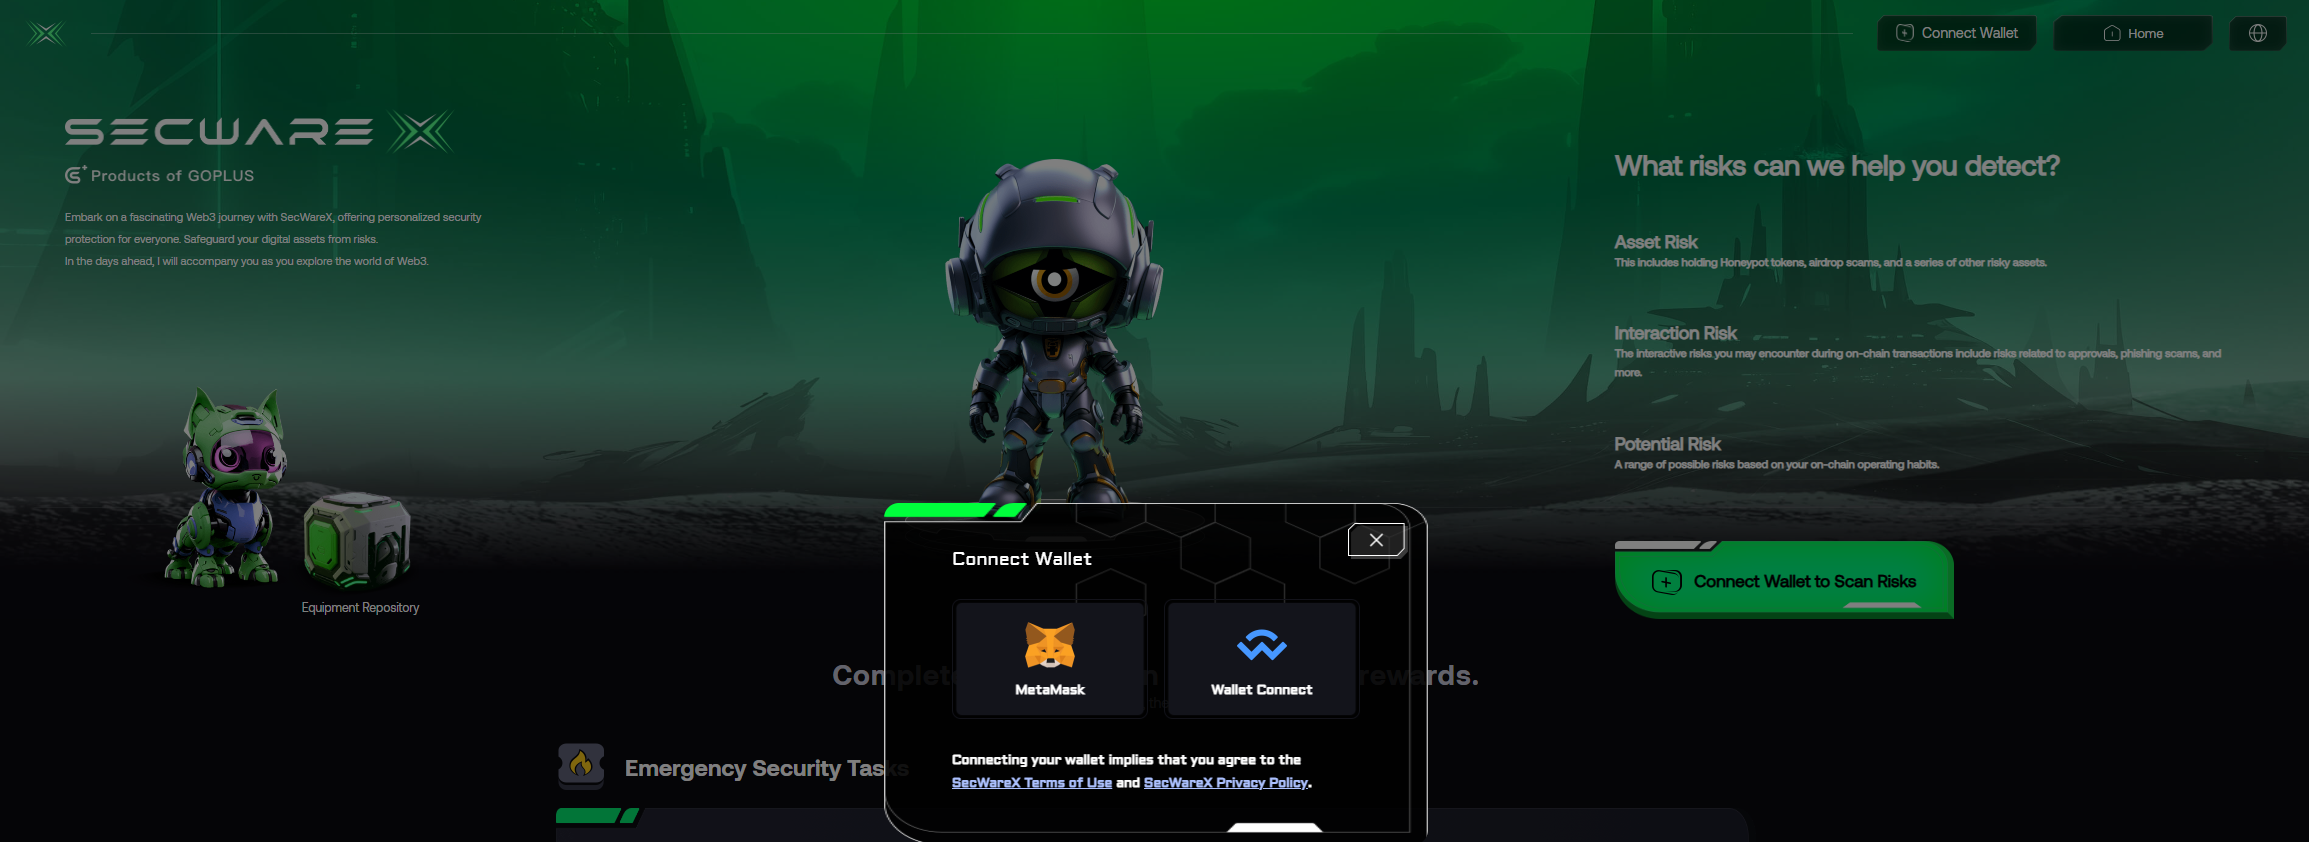 Connect Wallet
Home
SECWARE X
Products of GOPLUS
Embark on a fascinating Web3 journey with SecWareX, offering personalized security
protection for everyone. Safeguard your digital assets from risks.
In the days ahead, I will accompany you as you explore the world of Web3.
Equipment Repository
What risks can we help you detect?
Asset Risk
This includes holding Honeypot tokens, airdrop scams, and a series of other risky assets.
Interaction Risk
The interactive risks you may encounter during on-chain transactions include risks related to approvals, phishing scams, and
more.
Potential Risk
A range of possible risks based on your on-chain operating habits.
Connect Wallet to Scan Risks
Connect Wallet
MetaMask
Wallet Connect
Connecting your wallet implies that you agree to the
SecWareX Terms of Use and SecWareX Privacy Policy.
rewards.
Emergency Security Tasks